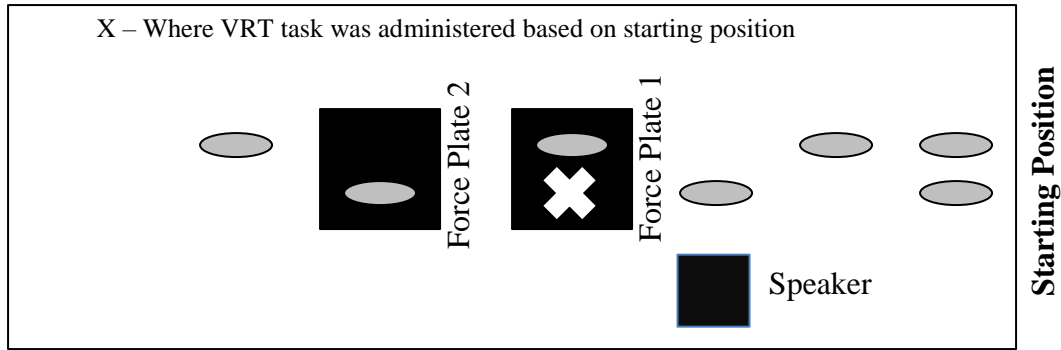 X – Where VRT task was administered based on starting position
Force Plate 2
Force Plate 1
Speaker
Starting Position